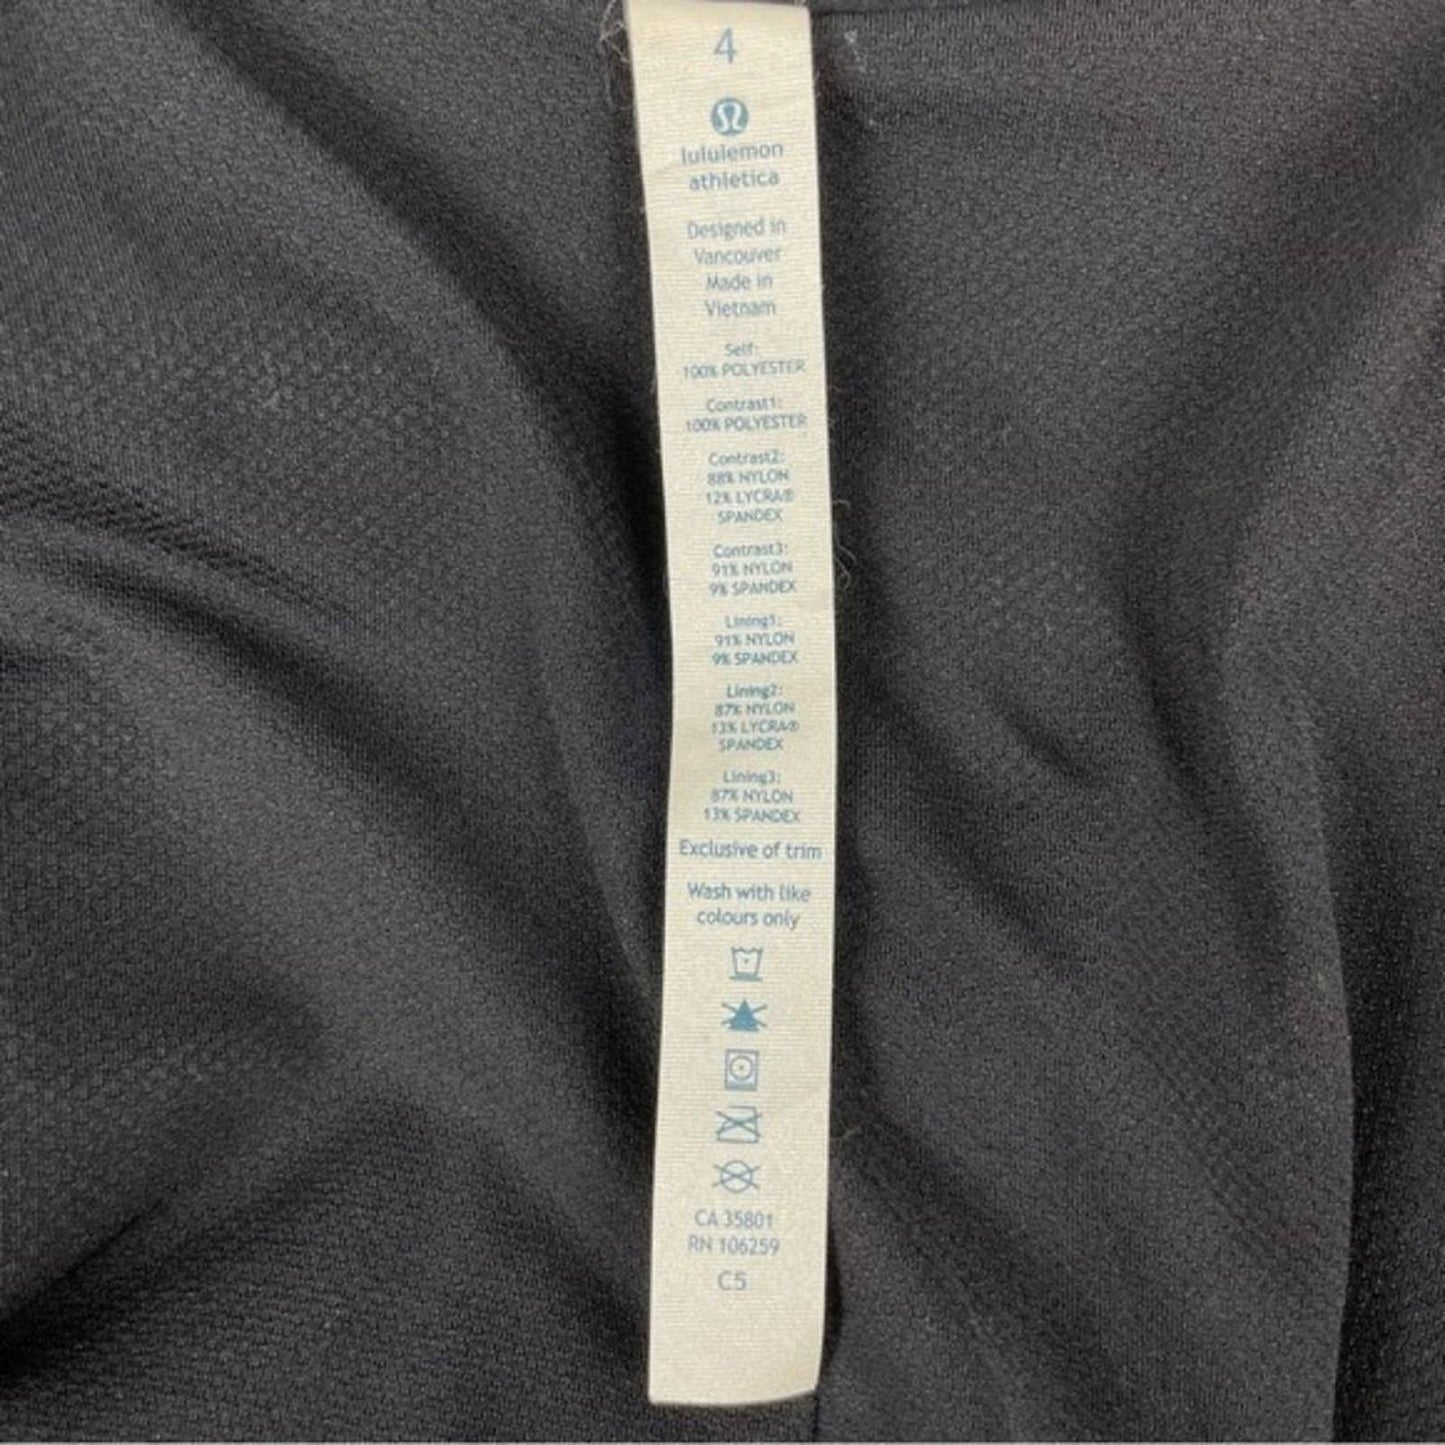 4
lululemon
athletica
Designed in
Vancouver
Made in
Vietnam
Self:
100% POLYESTER
Contrast1:
100% POLYESTER
Contrast2:
88% NYLON
12% LYCRA®
SPANDEX
Contrast3:
91% NYLON
9% SPANDEX
Lining1:
91% NYLON
9% SPANDEX
Lining2:
87% NYLON
13% LYCRA®
SPANDEX
Lining3:
87% NYLON
13% SPANDEX
Exclusive of trim
Wash with like
colours only
CA 35801
RN 106259
C5